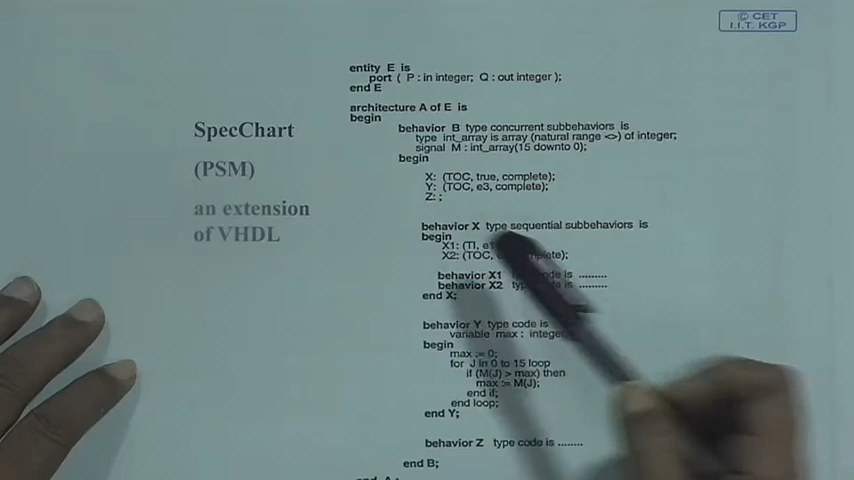 © CET
I.I.T. KGP
SpecChart
(PSM)
an extension
of VHDL
entity E is
port ( P : in integer; Q : out integer );
end E
architecture A of E is
begin
behavior B type concurrent subbehaviors is
type int_array is array (natural range <>) of integer;
signal M : int_array(15 downto 0);
begin
X: (TOC, true, complete);
Y: (TOC, e3, complete);
Z: ;
behavior X type sequential subbehaviors is
begin
X1: (TI,
X2: (TOC,
behavior X1 is .........
behavior X2 is .........
end X;
behavior Y type code is
variable max : integer
begin
max := 0;
for J in 0 to 15 loop
if (M(J) > max) then
max := M(J);
end if;
end loop;
end Y;
behavior Z type code is ........
end B;
end A;